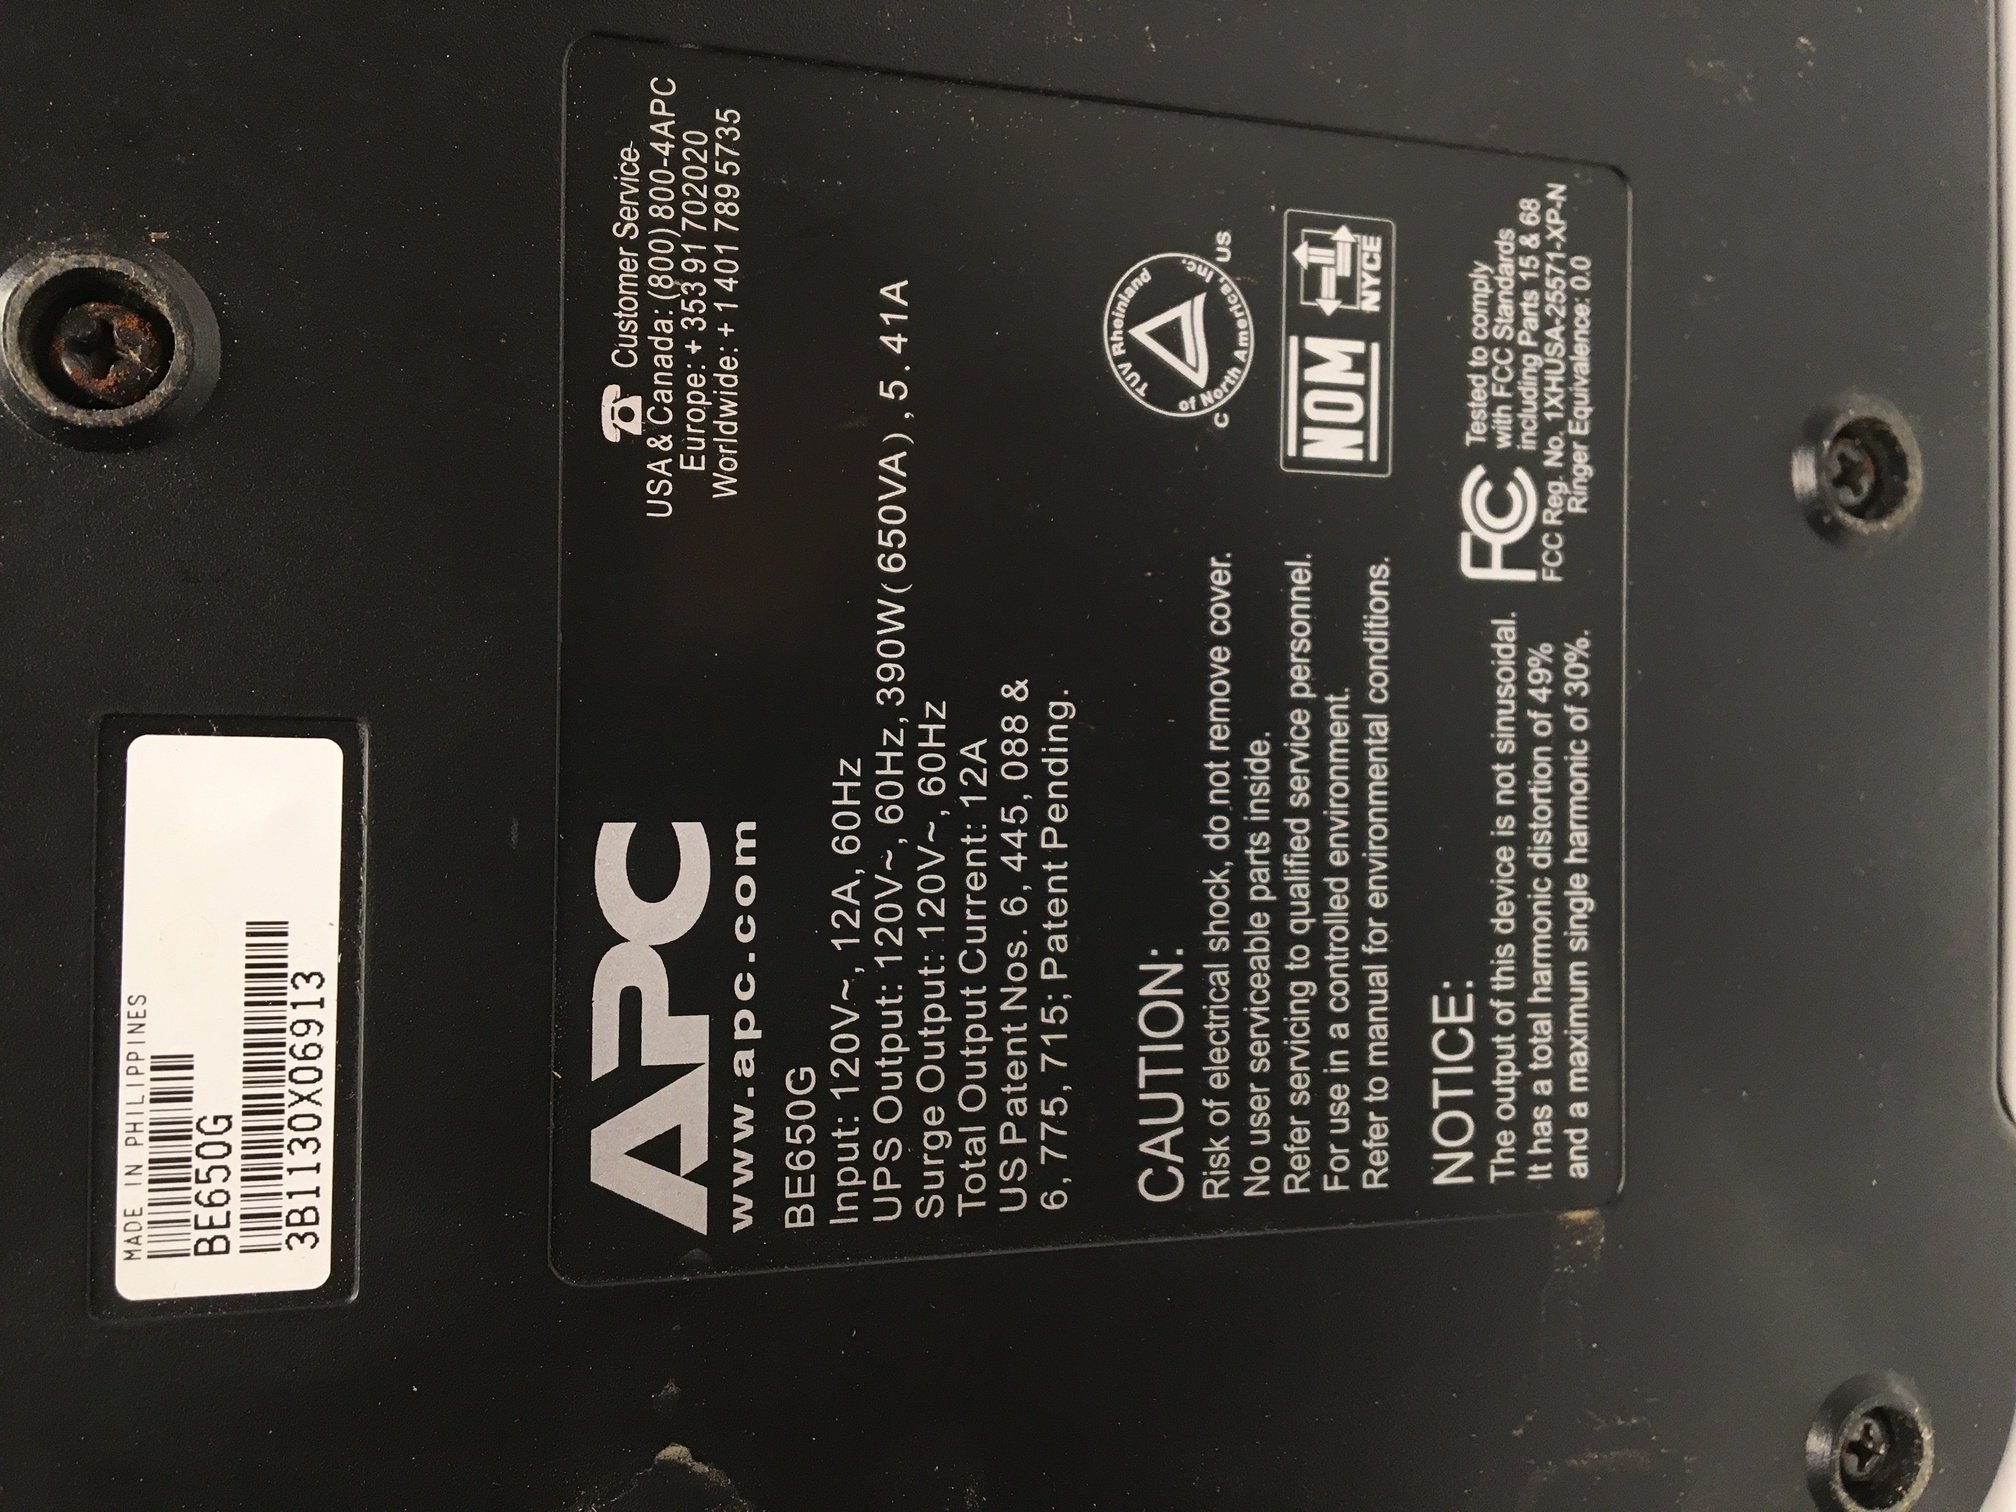 MADE IN PHILIPPINES
BE650G
3B1130X06913
APC
www.apc.com
Customer Service
USA & Canada: (800) 800-4APC
Europe: + 353 91 702020
Worldwide: + 1 401 789 5735
BE650G
Input: 120V~, 12A, 60Hz
UPS Output: 120V~, 60Hz, 390W (650VA), 5.41A
Surge Output: 120V~, 60Hz
Total Output Current: 12A
US Patent Nos. 6, 445, 088 &
6, 775, 715; Patent Pending.
TUV Rheinland
of North America, Inc.
C US
CAUTION:
Risk of electrical shock, do not remove cover.
No user serviceable parts inside.
Refer servicing to qualified service personnel.
For use in a controlled environment.
Refer to manual for environmental conditions.
NOM
NYCE
NOTICE:
The output of this device is not sinusoidal.
It has a total harmonic distortion of 49%
and a maximum single harmonic of 30%.
FC Tested to comply
with FCC Standards
including Parts 15 & 68
FCC Reg. No. 1XHUSA-25571-XP-N
Ringer Equivalence: 0.0